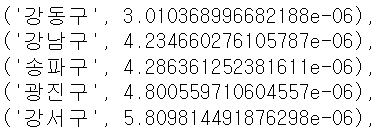 ('강동구', 3.010368996682188e-06),
('강남구', 4.234660276105787e-06),
('송파구', 4.286361252381611e-06),
('광진구', 4.800559710604557e-06),
('강서구', 5.809814491876298e-06),